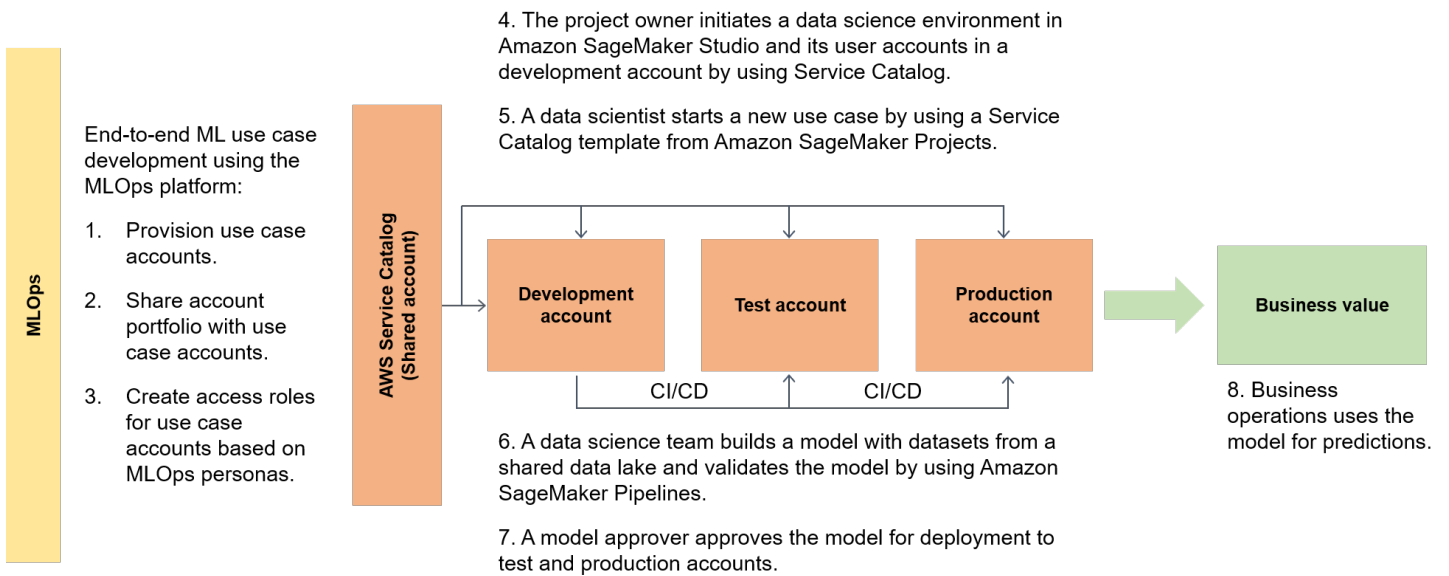 MLOps
End-to-end ML use case
development using the
MLOps platform:
1. Provision use case
accounts.
2. Share account
portfolio with use
case accounts.
3. Create access roles
for use case
accounts based on
MLOps personas.
AWS Service Catalog
(Shared account)
4. The project owner initiates a data science environment in
Amazon SageMaker Studio and its user accounts in a
development account by using Service Catalog.
5. A data scientist starts a new use case by using a Service
Catalog template from Amazon SageMaker Projects.
Development
account
Test account
Production
account
CI/CD
CI/CD
6. A data science team builds a model with datasets from a
shared data lake and validates the model by using Amazon
SageMaker Pipelines.
7. A model approver approves the model for deployment to
test and production accounts.
Business value
8. Business
operations uses the
model for predictions.